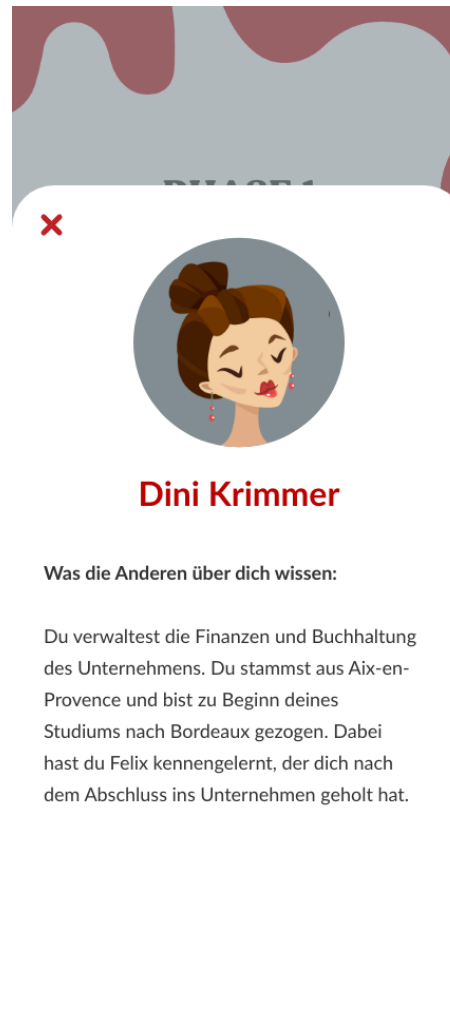 PHASE 1
Dini Krimmer
Was die Anderen über dich wissen:
Du verwaltest die Finanzen und Buchhaltung
des Unternehmens. Du stammst aus Aix-en-
Provence und bist zu Beginn deines
Studiums nach Bordeaux gezogen. Dabei
hast du Felix kennengelernt, der dich nach
dem Abschluss ins Unternehmen geholt hat.